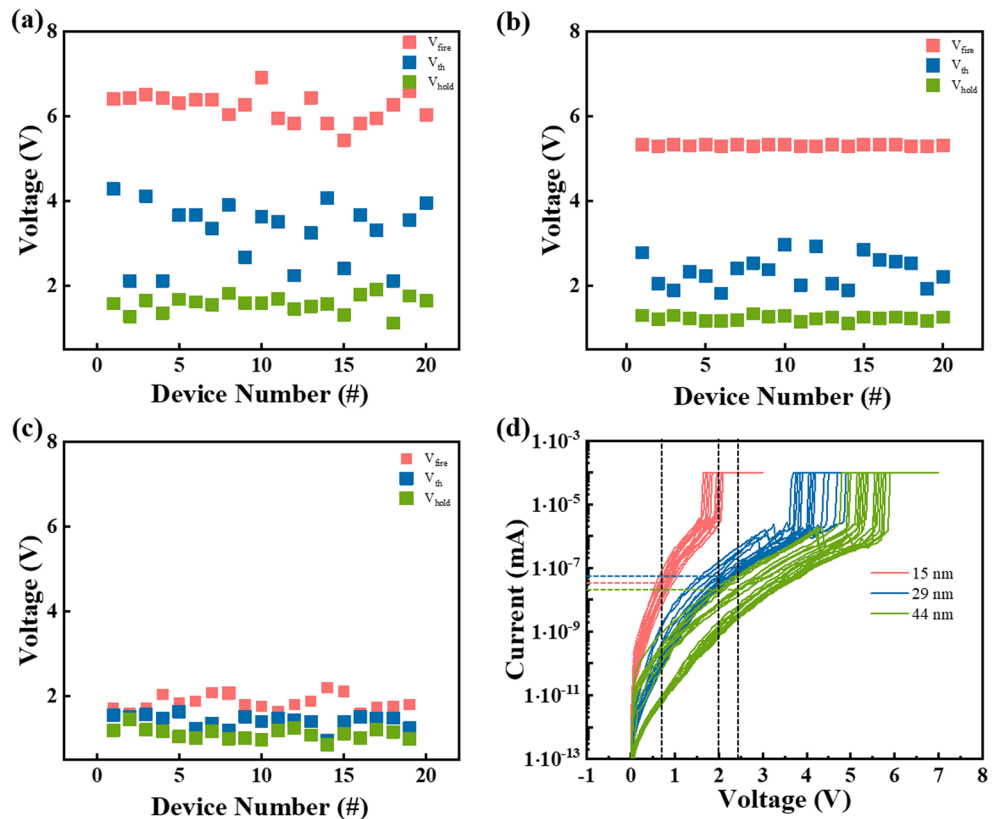 (a)
8
6
4
2
Voltage (V)
0
5
10
15
20
Device Number (#)
V_fire
V_th
V_hold
(b)
8
6
4
2
Voltage (V)
0
5
10
15
20
Device Number (#)
V_fire
V_th
V_hold
(c)
8
6
4
2
Voltage (V)
0
5
10
15
20
Device Number (#)
V_fire
V_th
V_hold
(d)
1·10⁻³
1·10⁻⁵
1·10⁻⁷
1·10⁻⁹
1·10⁻¹¹
1·10⁻¹³
Current (mA)
-1
0
1
2
3
4
5
6
7
8
Voltage (V)
15 nm
29 nm
44 nm